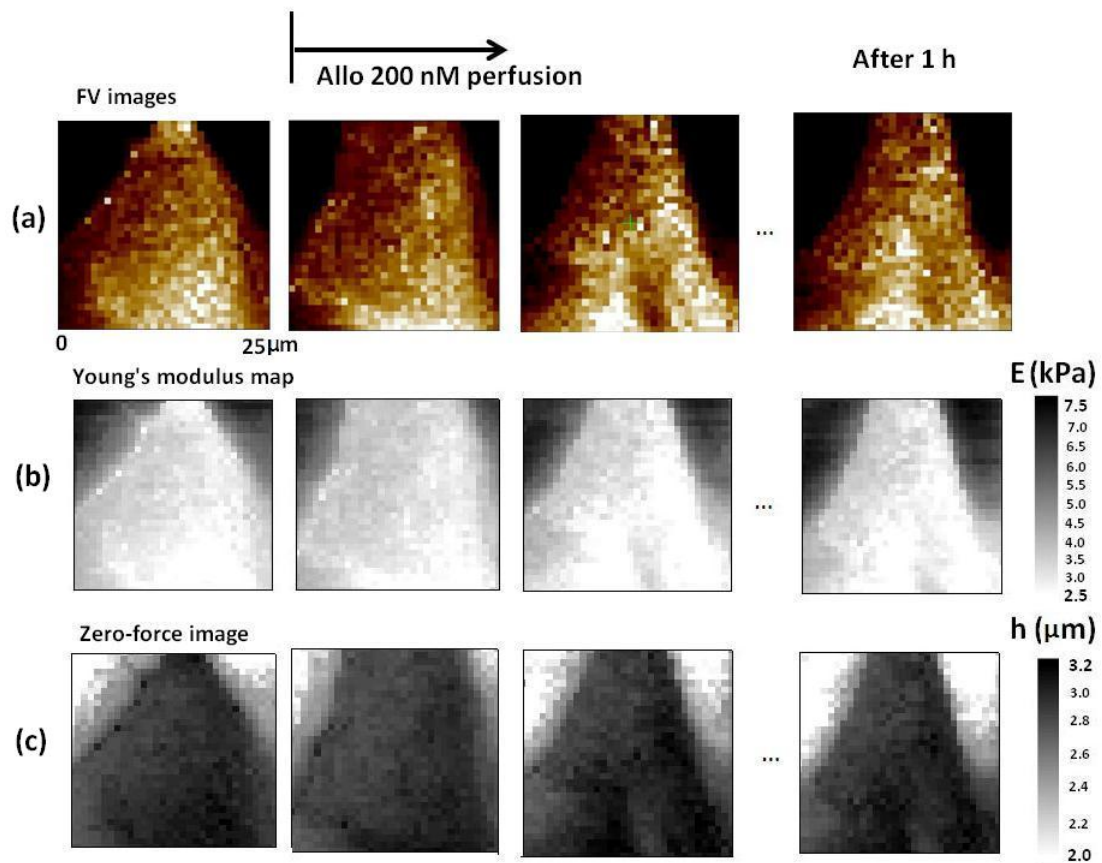 Allo 200 nM perfusion
After 1 h
FV images
(a)
...
0
25μm
Young's modulus map
E (kPa)
(b)
...
7.5
7.0
6.0
5.5
5.0
4.5
4.0
3.5
3.0
2.5
Zero-force image
h (μm)
(c)
...
3.2
3.0
2.8
2.6
2.4
2.2
2.0